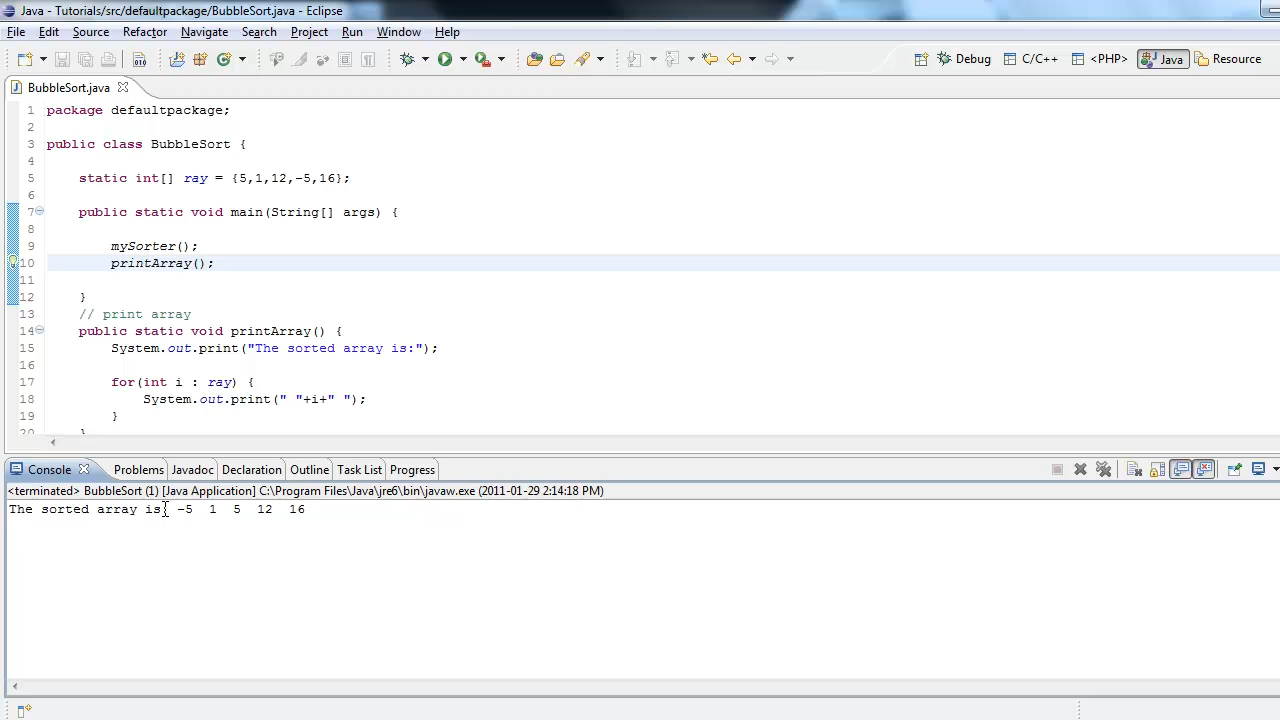 Java - Tutorials/src/defaultpackage/BubbleSort.java - Eclipse
File Edit Source Refactor Navigate Search Project Run Window Help
Debug C/C++ <PHP> Java Resource
BubbleSort.java
1 package defaultpackage;
2
3 public class BubbleSort {
4
5 static int[] ray = {5,1,12,-5,16};
6
7 public static void main(String[] args) {
8
9 mySorter();
10 printArray();
11
12 }
13 // print array
14 public static void printArray() {
15 System.out.print("The sorted array is:");
16
17 for(int i : ray) {
18 System.out.print(" "+i+" ");
19 }
20 }
Console Problems Javadoc Declaration Outline Task List Progress
<terminated> BubbleSort (1) [Java Application] C:\Program Files\Java\jre6\bin\javaw.exe (2011-01-29 2:14:18 PM)
The sorted array is: -5 1 5 12 16